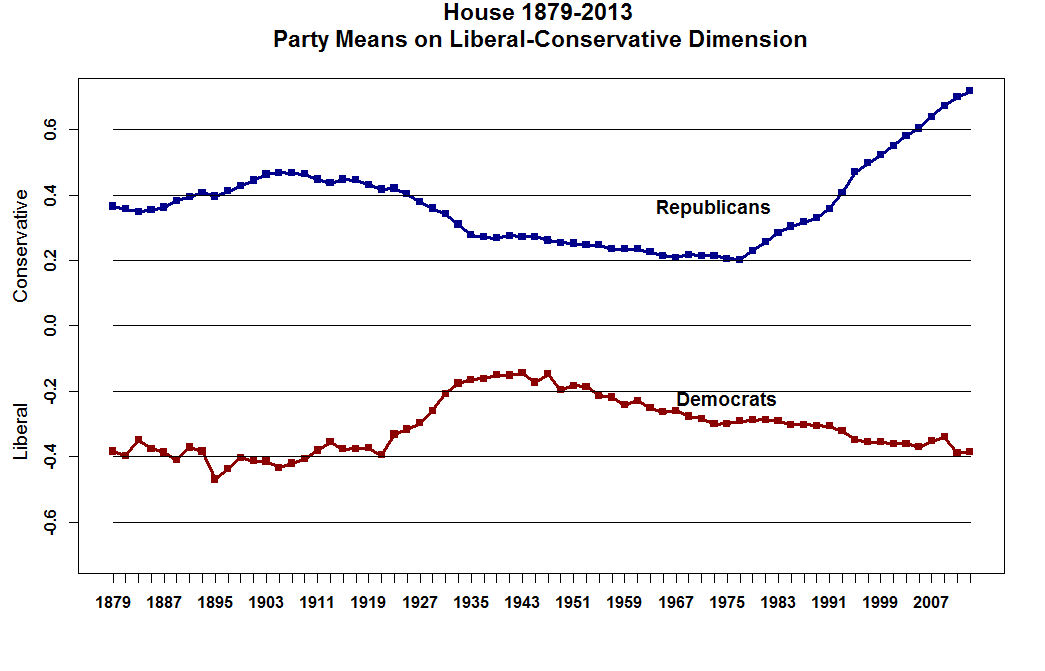 House 1879-2013
Party Means on Liberal-Conservative Dimension
Conservative
Liberal
0.6
0.4
0.2
0.0
-0.2
-0.4
-0.6
Republicans
Democrats
1879 1887 1895 1903 1911 1919 1927 1935 1943 1951 1959 1967 1975 1983 1991 1999 2007